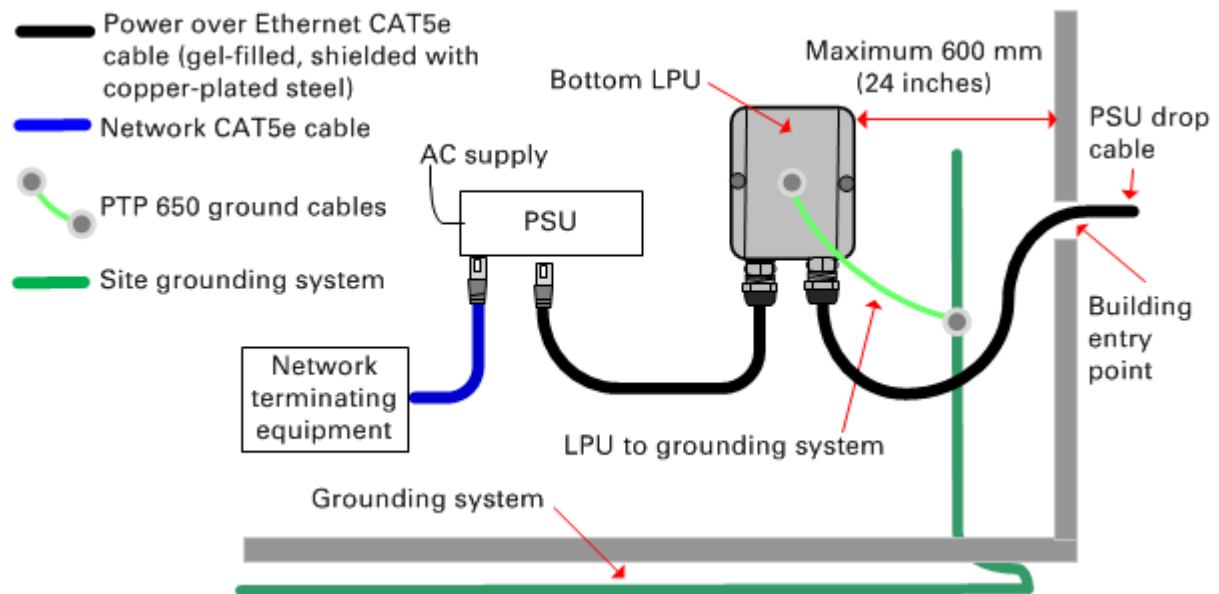 Power over Ethernet CAT5e
cable (gel-filled, shielded with
copper-plated steel)
Network CAT5e cable
PTP 650 ground cables
Site grounding system
AC supply
PSU
Network
terminating
equipment
Bottom LPU
Maximum 600 mm
(24 inches)
PSU drop
cable
Building
entry
point
LPU to grounding system
Grounding system